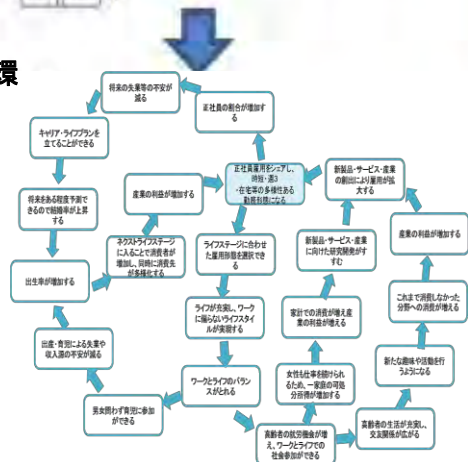 環
将来の失業等の不安が
減る
正社員の割合が増加す
る
キャリア・ライフプランを
立てることができる
正社員雇用をシェアし、
時短・週3
・在宅等の多様性ある
勤務形態になる
新製品・サービス・産業
の創出により雇用が拡
大する
産業の利益が増加する
将来をある程度予測で
きるので結婚率が上昇
する
産業の利益が増加する
ネクストライフステージ
に入ることで消費者が
増加し、同時に消費先
が多様化する
ライフステージに合わせ
た雇用形態を選択でき
る
新製品・サービス・産業
に向けた研究開発がす
すむ
出生率が増加する
これまで消費しなかった
分野への消費が増える
ライフが充実し、ワーク
に偏らないライフスタイ
ルが実現する
家計での消費が増え産
業の利益が増える
出産・育児による失業や
収入源の不安が減る
新たな趣味や活動を行
うようになる
ワークとライフのバラン
スがとれる
女性も仕事を続けられ
るため、一家庭の可処
分所得が増加する
男女問わず育児に参加
ができる
高齢者の就労機会が増
え、ワークとライフでの
社会参加ができる
高齢者の生活が充実し、
交友関係が広がる